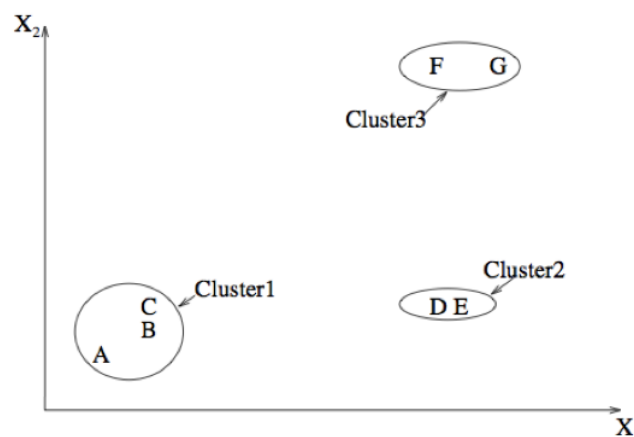 X₂
F G
Cluster3
Cluster2
Cluster1
D E
C
B
A
X